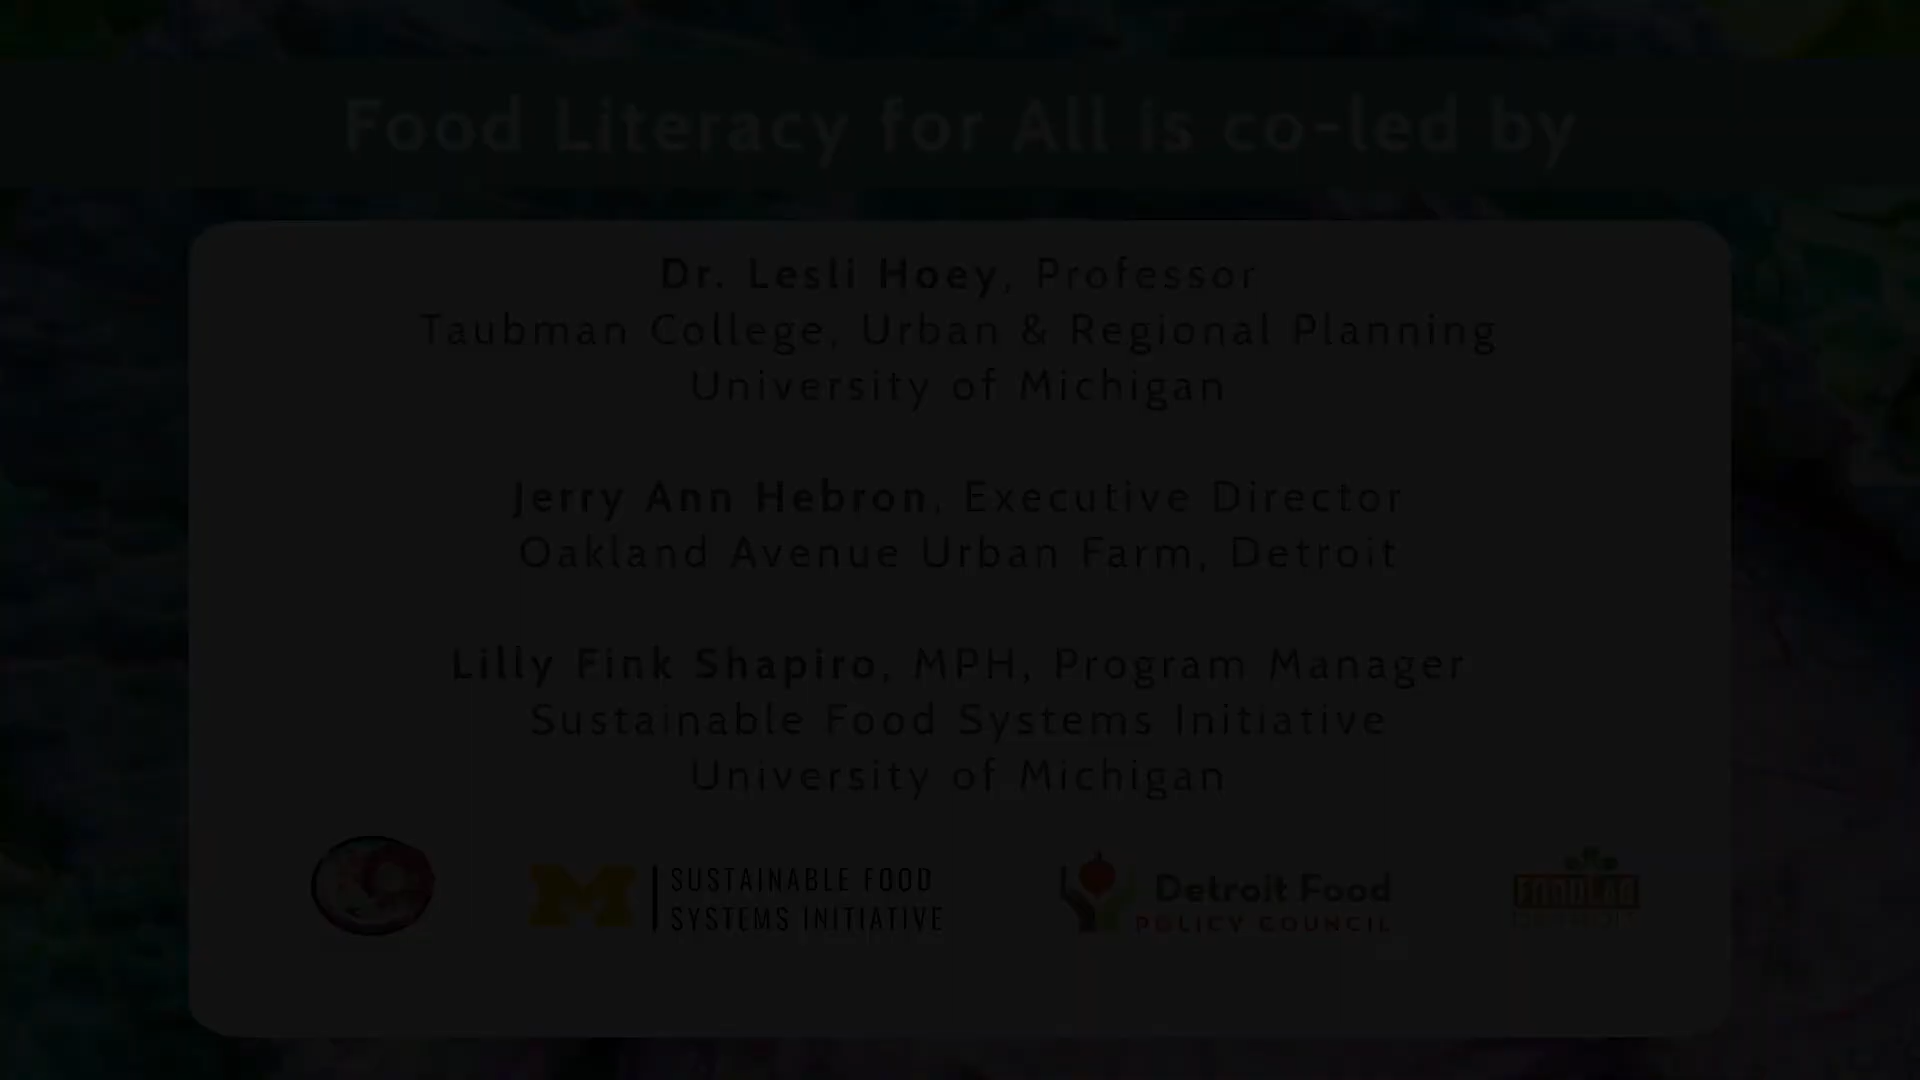 Food Literacy for All is co-led by
Dr. Lesli Hoey, Professor
Taubman College, Urban & Regional Planning
University of Michigan
Jerry Ann Hebron, Executive Director
Oakland Avenue Urban Farm, Detroit
Lilly Fink Shapiro, MPH, Program Manager
Sustainable Food Systems Initiative
University of Michigan
M
SUSTAINABLE FOOD
SYSTEMS INITIATIVE
Detroit Food
POLICY COUNCIL
FOODLAB
DETROIT